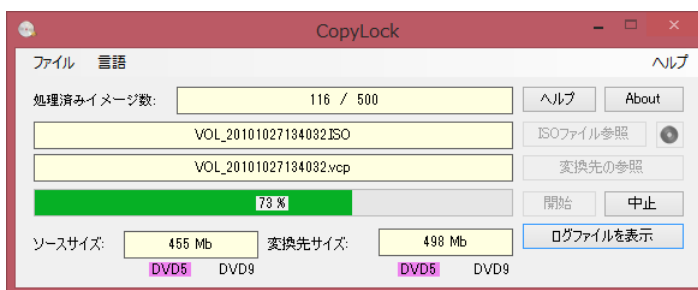 CopyLock
ファイル 言語 ヘルプ
処理済みイメージ数: 116 / 500 ヘルプ About
VOL_20101027134032.ISO ISOファイル参照
VOL_20101027134032.vcp 変換先の参照
73 % 開始 中止
ソースサイズ: 455 Mb 変換先サイズ: 498 Mb ログファイルを表示
DVD5 DVD9 DVD5 DVD9